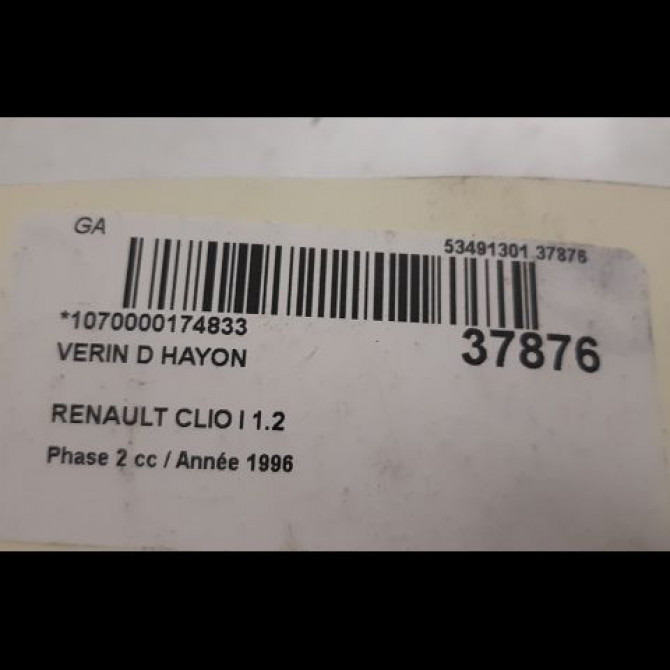 GA
53491301 37876
*1070000174833
37876
VERIN D HAYON
RENAULT CLIO I 1.2
Phase 2 cc / Année 1996